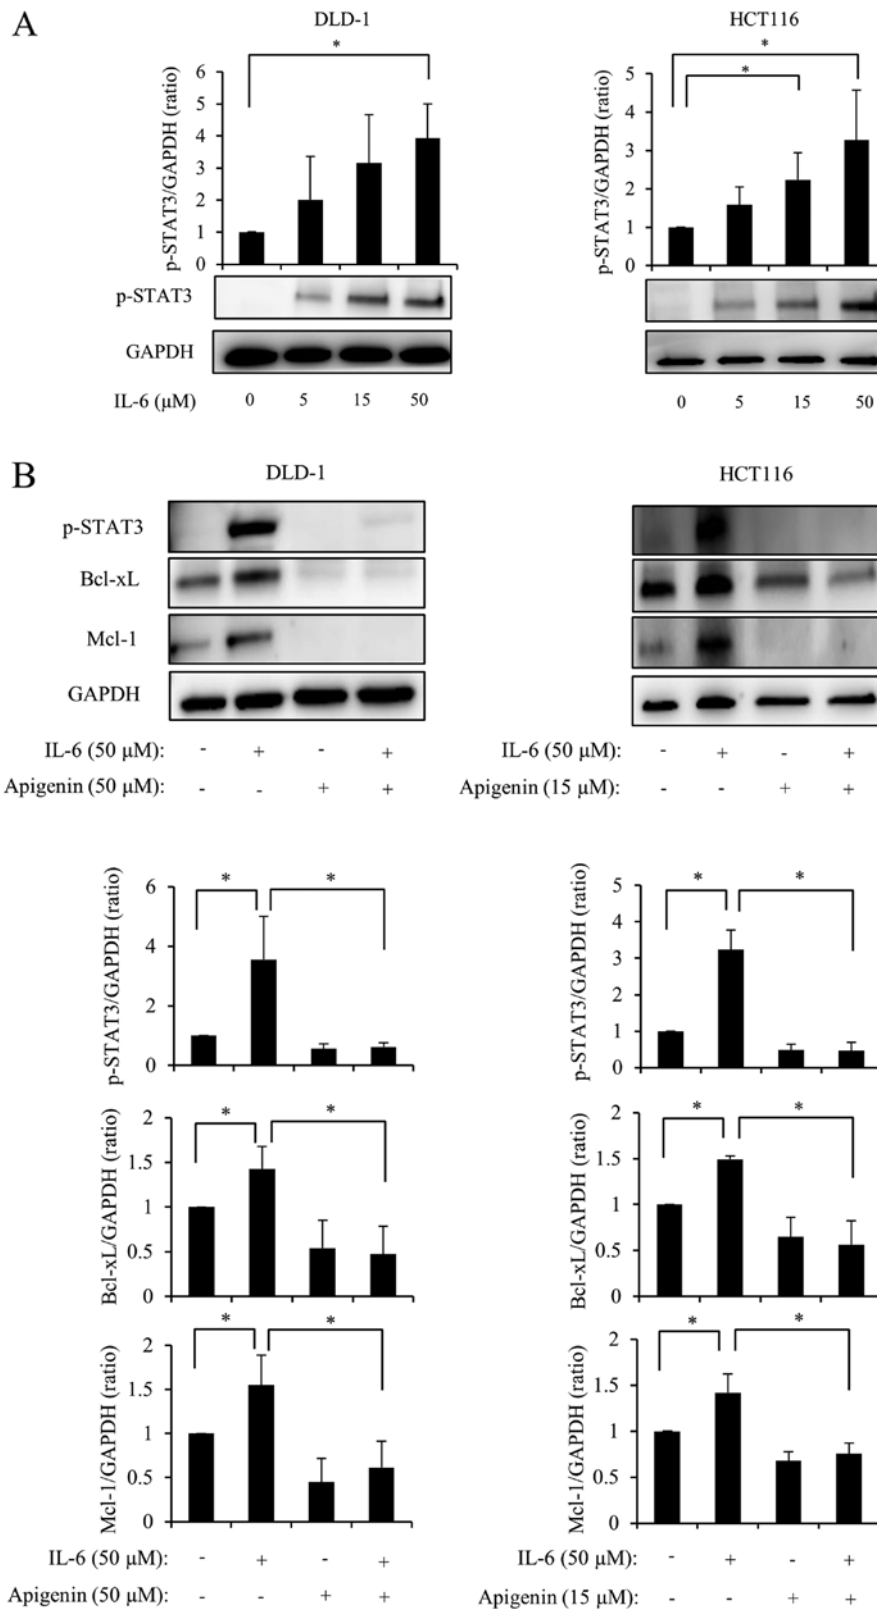 A
DLD-1
HCT116
*
*
*
p-STAT3/GAPDH (ratio)
6
5
4
3
2
1
0
p-STAT3/GAPDH (ratio)
5
4
3
2
1
0
p-STAT3
GAPDH
IL-6 (μM)
0 5 15 50
0 5 15 50
B
DLD-1
HCT116
p-STAT3
Bcl-xL
Mcl-1
GAPDH
IL-6 (50 μM): - + - +
Apigenin (50 μM): - - + +
IL-6 (50 μM): - + - +
Apigenin (15 μM): - - + +
p-STAT3/GAPDH (ratio)
6
4
2
0
* *
p-STAT3/GAPDH (ratio)
5
4
3
2
1
0
* *
Bcl-xL/GAPDH (ratio)
2
1.5
1
0.5
0
* *
Bcl-xL/GAPDH (ratio)
2
1.5
1
0.5
0
* *
Mcl-1/GAPDH (ratio)
2
1.5
1
0.5
0
* *
Mcl-1/GAPDH (ratio)
2
1.5
1
0.5
0
* *
IL-6 (50 μM): - + - +
Apigenin (50 μM): - - + +
IL-6 (50 μM): - + - +
Apigenin (15 μM): - - + +